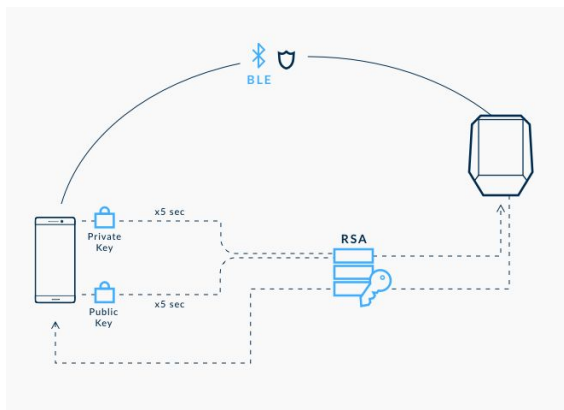 BLE
x5 sec
Private
Key
RSA
Public
Key
x5 sec